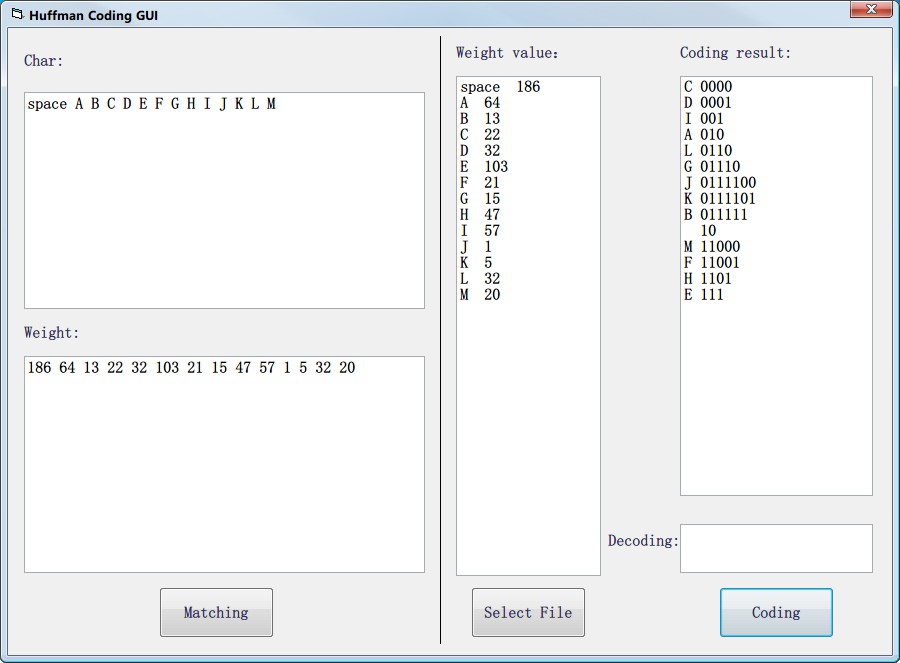 Huffman Coding GUI
Char:
space A B C D E F G H I J K L M
Weight:
186 64 13 22 32 103 21 15 47 57 1 5 32 20
Matching
Weight value:
space 186
A 64
B 13
C 22
D 32
E 103
F 21
G 15
H 47
I 57
J 1
K 5
L 32
M 20
Select File
Coding result:
C 0000
D 0001
I 001
A 010
L 0110
G 01110
J 0111100
K 0111101
B 011111
10
M 11000
F 11001
H 1101
E 111
Decoding:
Coding